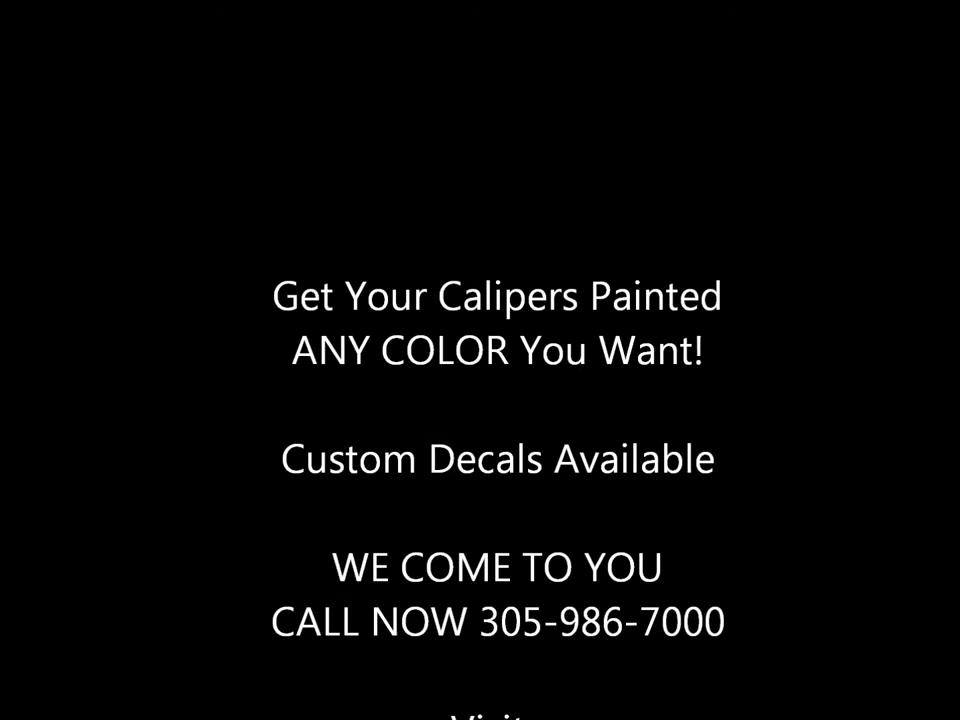 Get Your Calipers Painted
ANY COLOR You Want!
Custom Decals Available
WE COME TO YOU
CALL NOW 305-986-7000
Visit